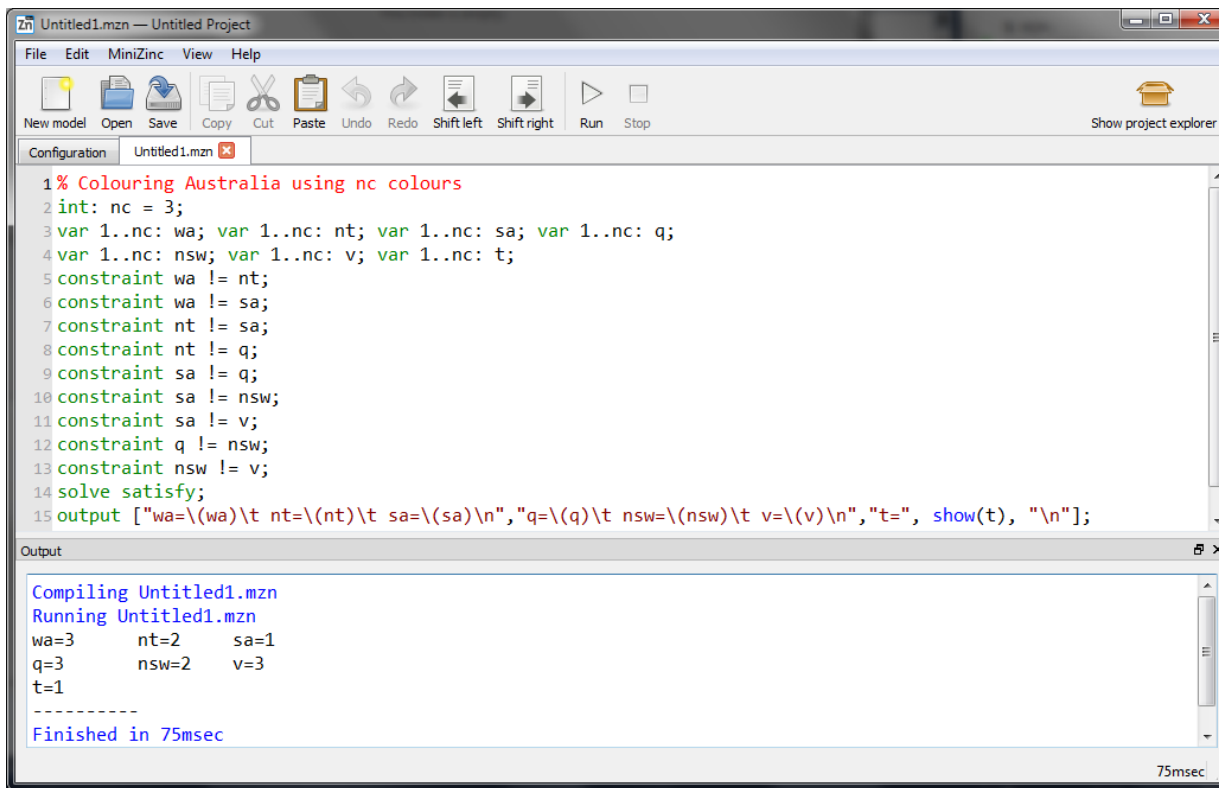 Untitled1.mzn — Untitled Project
File Edit MiniZinc View Help
New model Open Save Copy Cut Paste Undo Redo Shift left Shift right Run Stop Show project explorer
Configuration Untitled1.mzn
1 % Colouring Australia using nc colours
2 int: nc = 3;
3 var 1..nc: wa; var 1..nc: nt; var 1..nc: sa; var 1..nc: q;
4 var 1..nc: nsw; var 1..nc: v; var 1..nc: t;
5 constraint wa != nt;
6 constraint wa != sa;
7 constraint nt != sa;
8 constraint nt != q;
9 constraint sa != q;
10 constraint sa != nsw;
11 constraint sa != v;
12 constraint q != nsw;
13 constraint nsw != v;
14 solve satisfy;
15 output ["wa=\(wa)\t nt=\(nt)\t sa=\(sa)\n","q=\(q)\t nsw=\(nsw)\t v=\(v)\n","t=", show(t), "\n"];
Output
Compiling Untitled1.mzn
Running Untitled1.mzn
wa=3 nt=2 sa=1
q=3 nsw=2 v=3
t=1
----------
Finished in 75msec
75msec